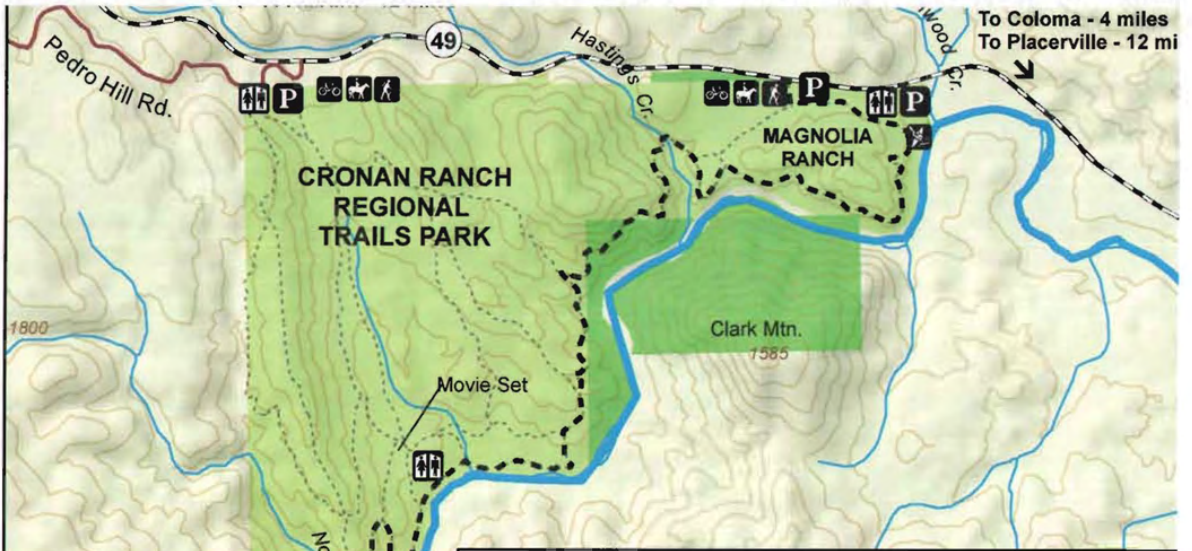 To Coloma - 4 miles
To Placerville - 12 mi
49
Pedro Hill Rd.
Hastings Cr.
Cr.
P
P
P
MAGNOLIA
RANCH
CRONAN RANCH
REGIONAL
TRAILS PARK
1800
Clark Mtn.
1585
Movie Set